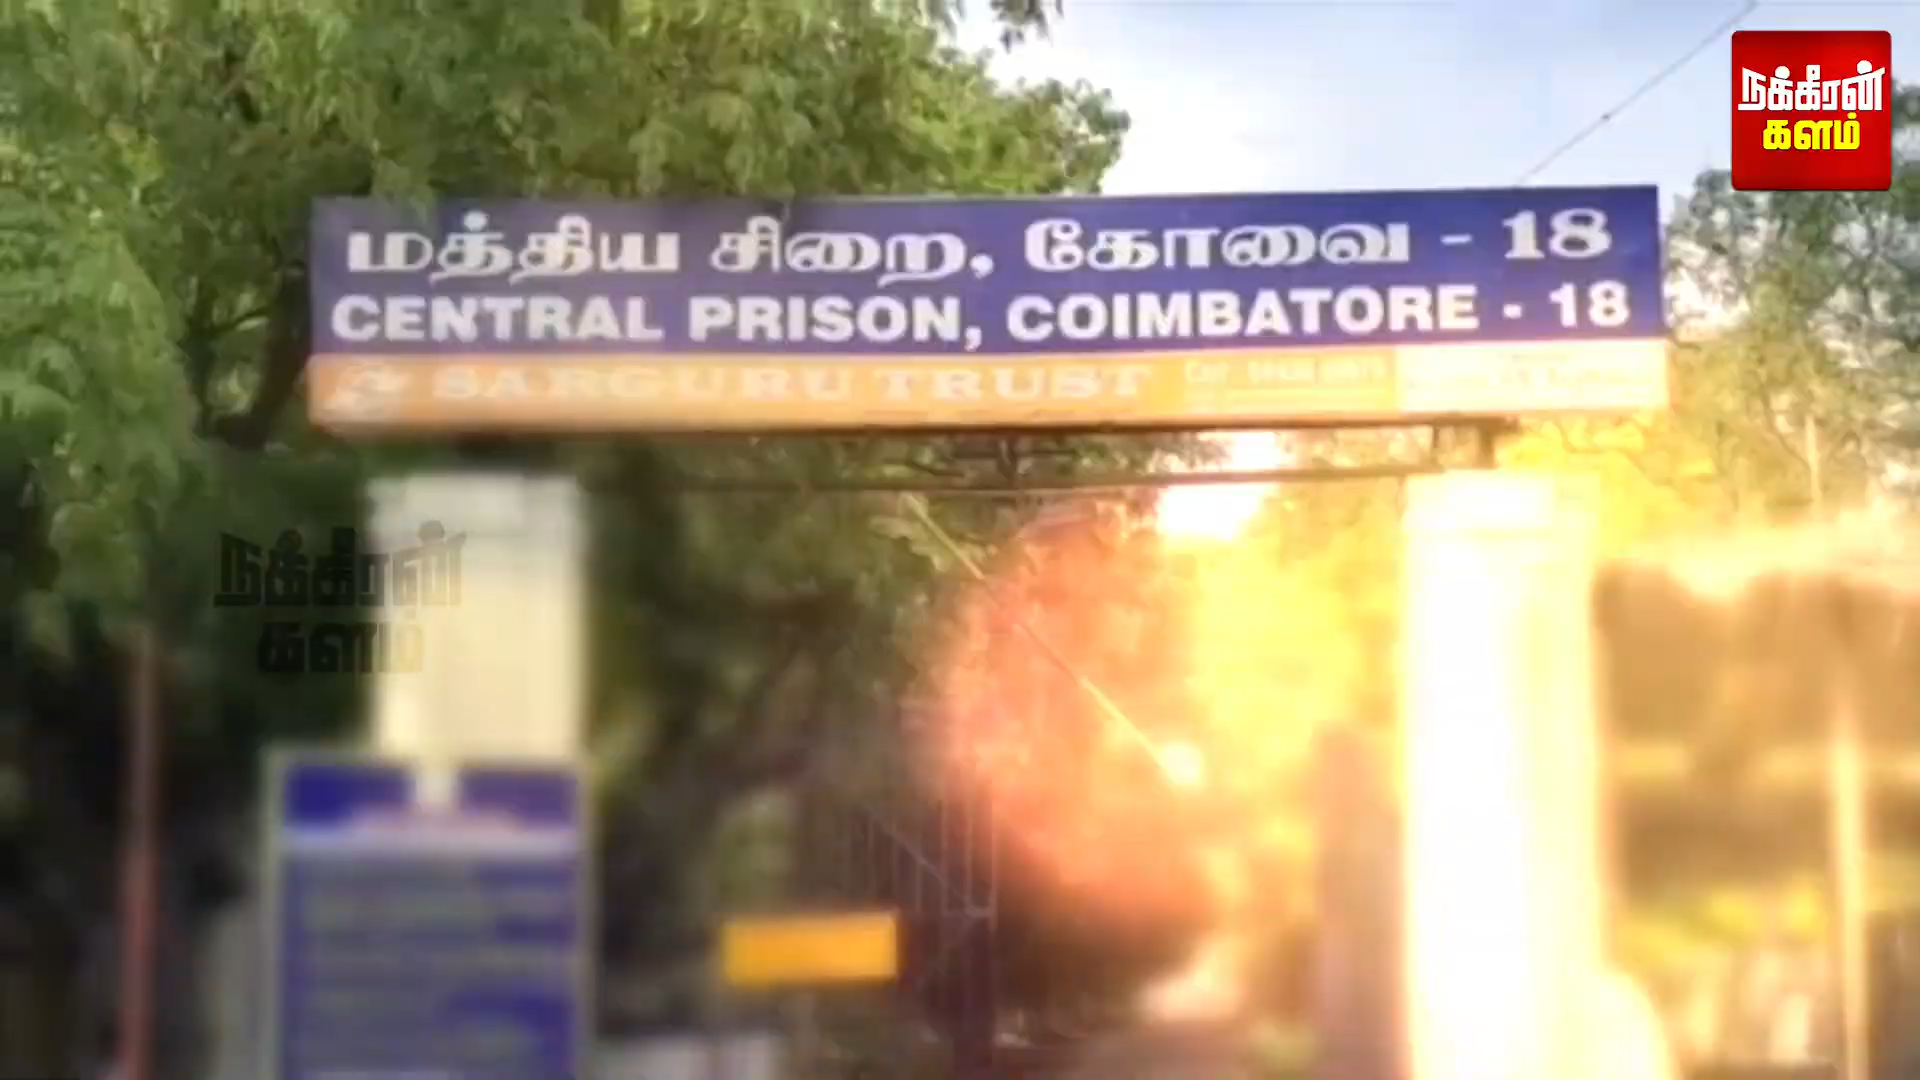 நக்கீரன்
களம்
மத்திய சிறை, கோவை - 18
CENTRAL PRISON, COIMBATORE - 18
SARGURU TRUST
நக்கீரன்
களம்